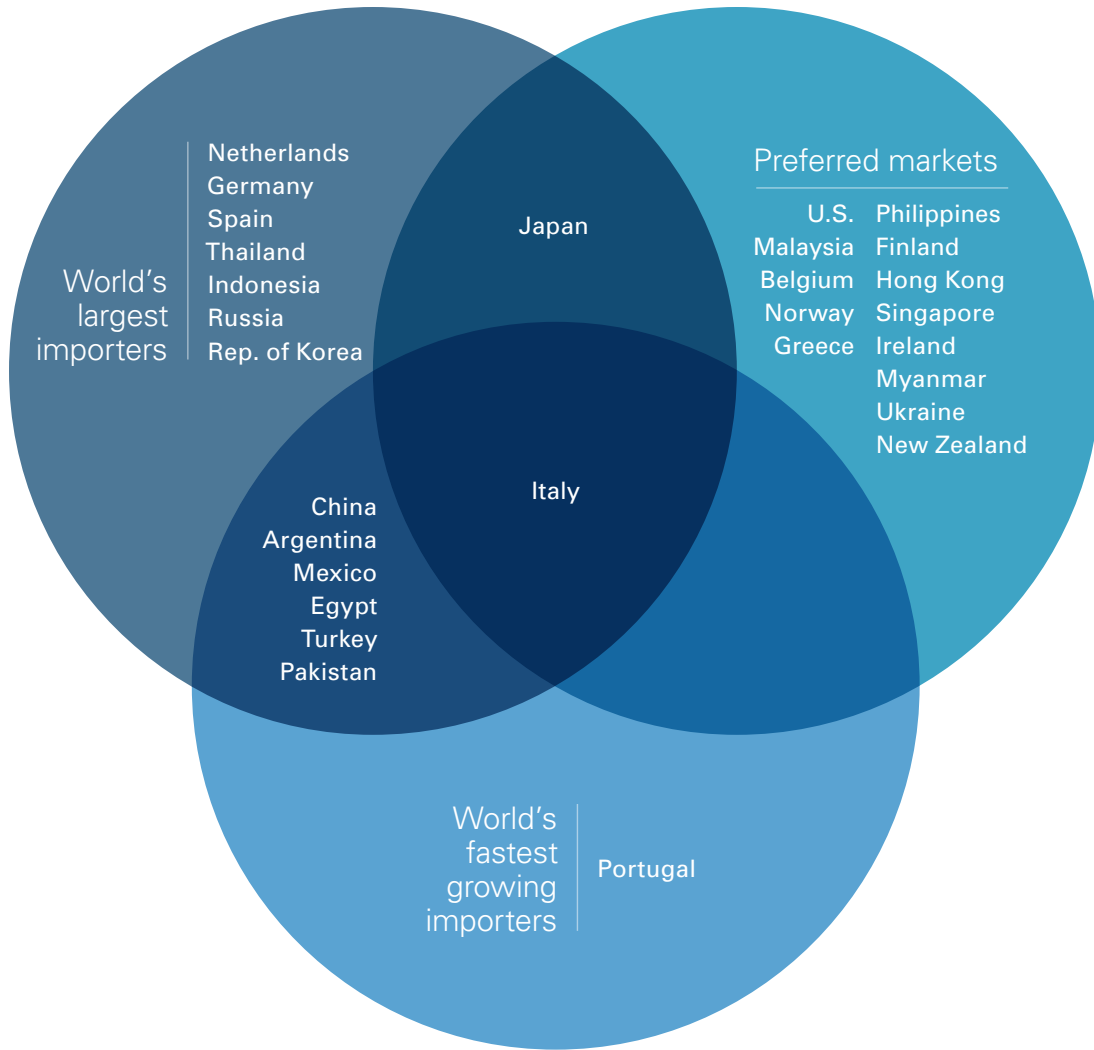 World's
largest
importers
Netherlands
Germany
Spain
Thailand
Indonesia
Russia
Rep. of Korea
Japan
Preferred markets
U.S.
Malaysia
Belgium
Norway
Greece
Philippines
Finland
Hong Kong
Singapore
Ireland
Myanmar
Ukraine
New Zealand
China
Argentina
Mexico
Egypt
Turkey
Pakistan
Italy
World's
fastest
growing
importers
Portugal